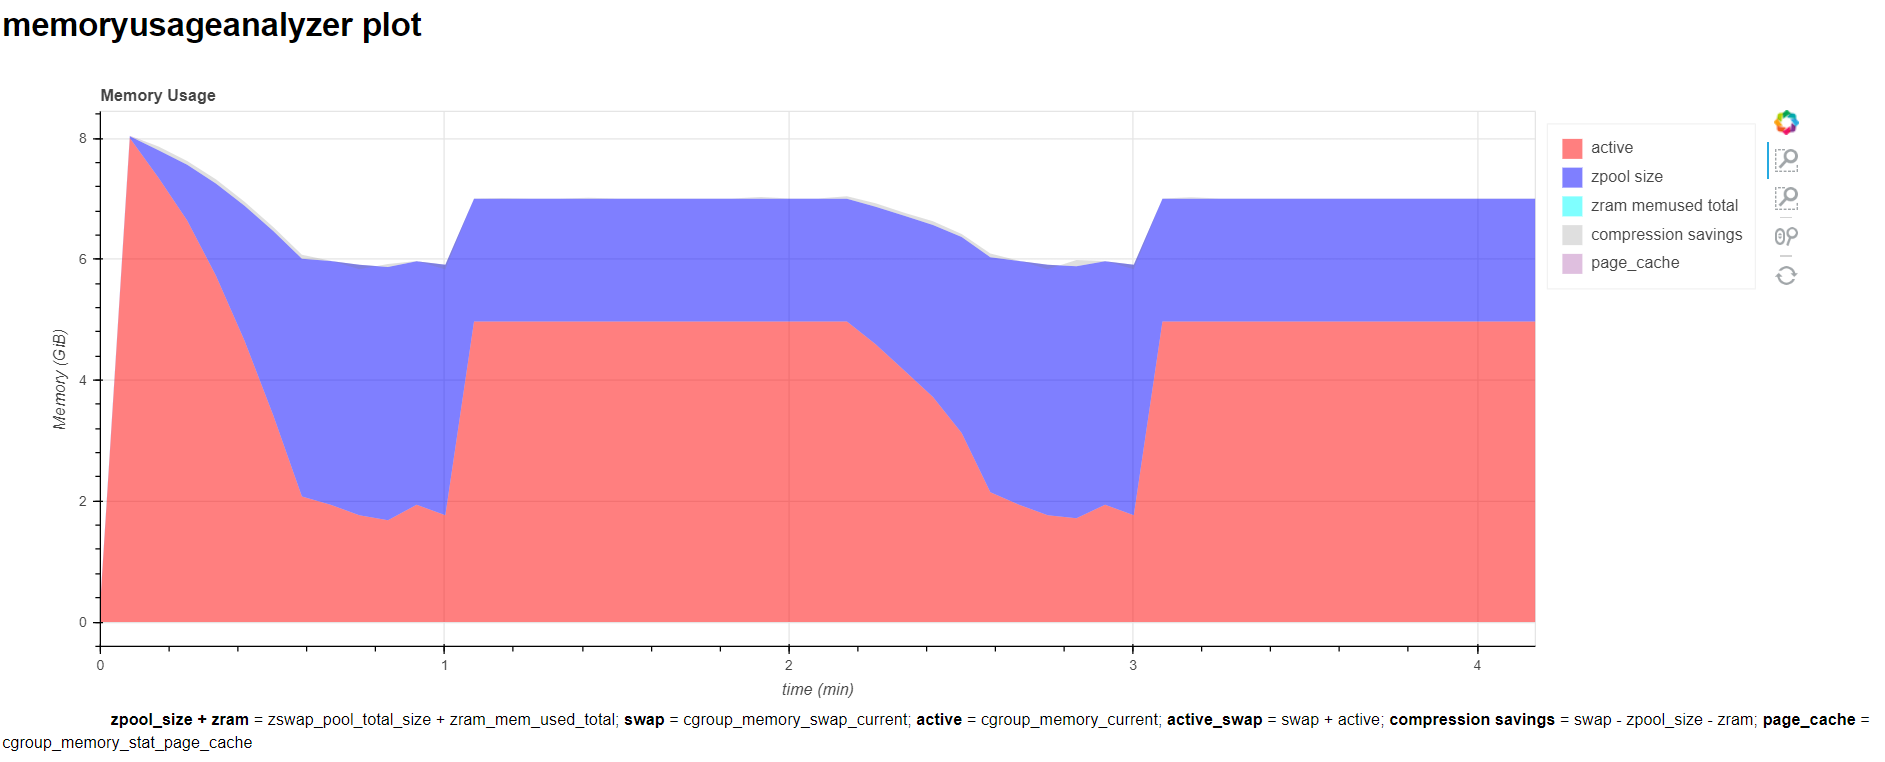 memoryusageanalyzer plot
Memory Usage
8
6
4
2
0
Memory (GiB)
0 1 2 3 4
time (min)
active
zpool size
zram memused total
compression savings
page_cache
zpool_size + zram = zswap_pool_total_size + zram_mem_used_total; swap = cgroup_memory_swap_current; active = cgroup_memory_current; active_swap = swap + active; compression savings = swap - zpool_size - zram; page_cache =
cgroup_memory_stat_page_cache